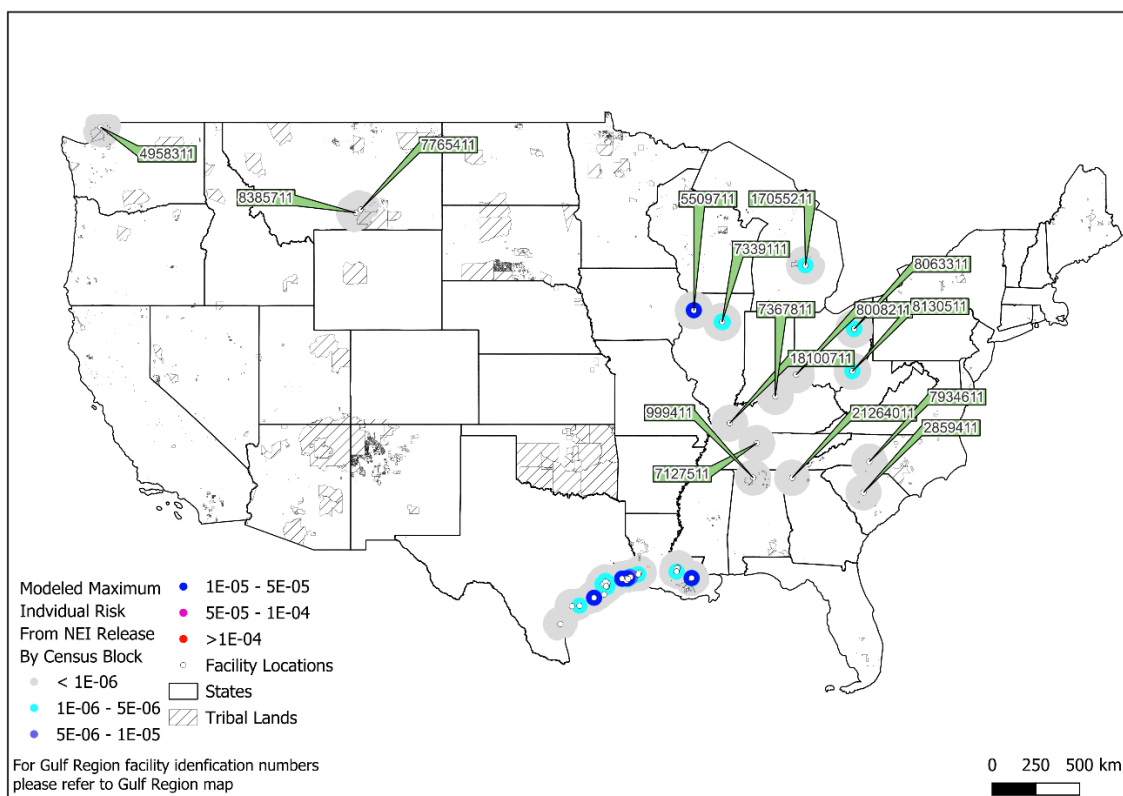 7765411
4958311
8385711
5509711
17055211
7339111
8063311
7367811
8008211
8130511
18100711
999411
21264011
7934611
2859411
7127511
Modeled Maximum
Indvidual Risk
From NEI Release
By Census Block
< 1E-06
1E-06 - 5E-06
5E-06 - 1E-05
1E-05 - 5E-05
5E-05 - 1E-04
>1E-04
Facility Locations
States
Tribal Lands
For Gulf Region facility idenfication numbers
please refer to Gulf Region map
0 250 500 km